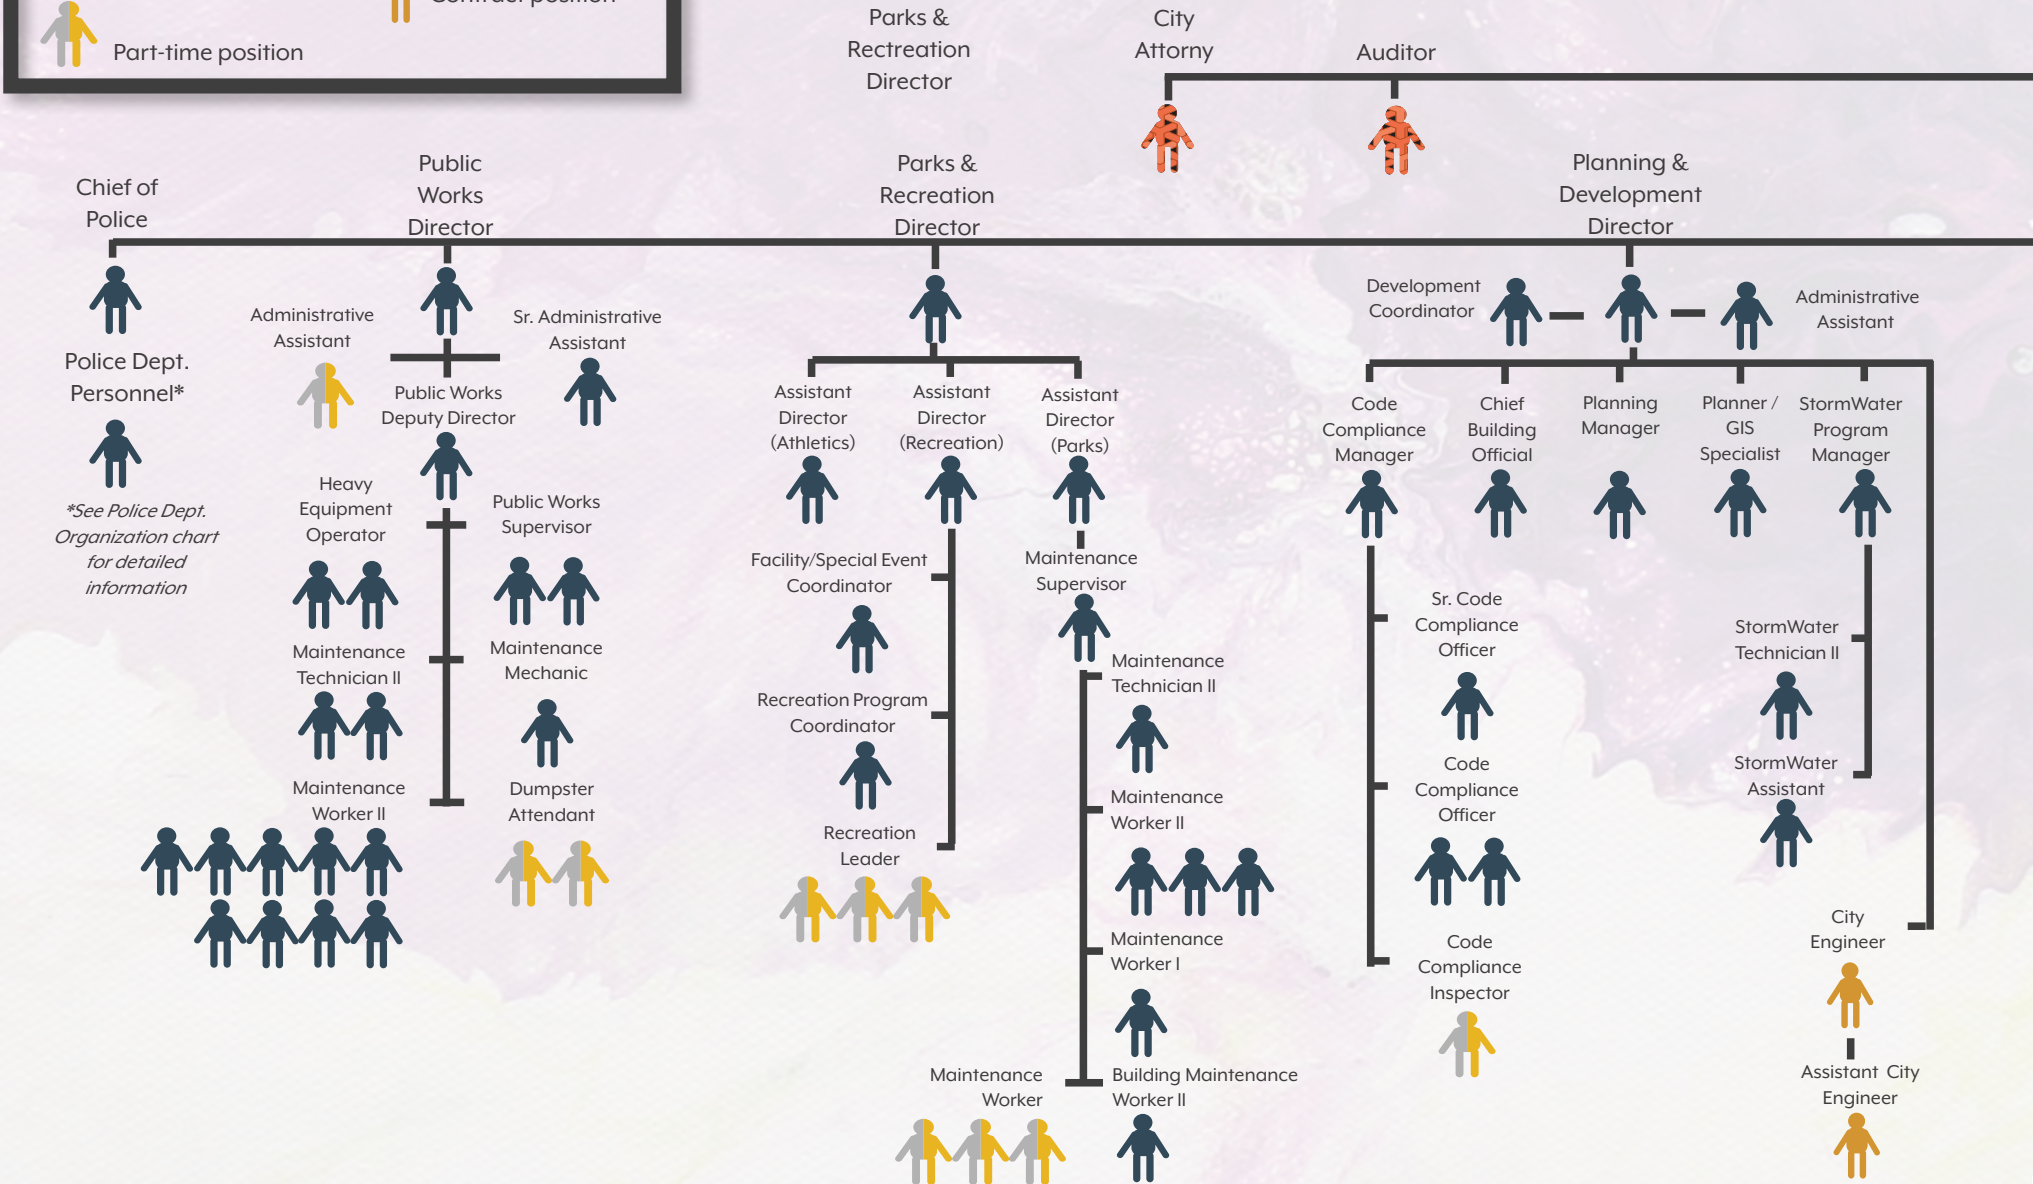 Contract position
Part-time position
Parks &
Rectreation
Director
City
Attorny
Auditor
Chief of
Police
Public
Works
Director
Parks &
Recreation
Director
Planning &
Development
Director
Police Dept.
Personnel*
*See Police Dept.
Organization chart
for detailed
information
Administrative
Assistant
Sr. Administrative
Assistant
Public Works
Deputy Director
Heavy
Equipment
Operator
Public Works
Supervisor
Maintenance
Technician II
Maintenance
Mechanic
Maintenance
Worker II
Dumpster
Attendant
Assistant
Director
(Athletics)
Assistant
Director
(Recreation)
Assistant
Director
(Parks)
Facility/Special Event
Coordinator
Recreation Program
Coordinator
Recreation
Leader
Maintenance
Supervisor
Maintenance
Technician II
Maintenance
Worker II
Maintenance
Worker I
Maintenance
Worker
Building Maintenance
Worker II
Development
Coordinator
Administrative
Assistant
Code
Compliance
Manager
Chief
Building
Official
Planning
Manager
Planner /
GIS
Specialist
StormWater
Program
Manager
Sr. Code
Compliance
Officer
Code
Compliance
Officer
Code
Compliance
Inspector
StormWater
Technician II
StormWater
Assistant
City
Engineer
Assistant City
Engineer